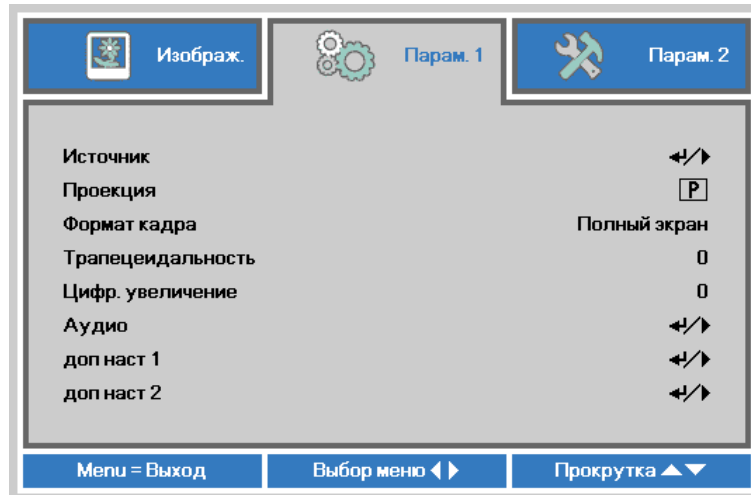 Изображ. Парам. 1 Парам. 2
Источник
Проекция P
Формат кадра Полный экран
Трапецеидальность 0
Цифр. увеличение 0
Аудио
доп наст 1
доп наст 2
Menu = Выход Выбор меню Прокрутка